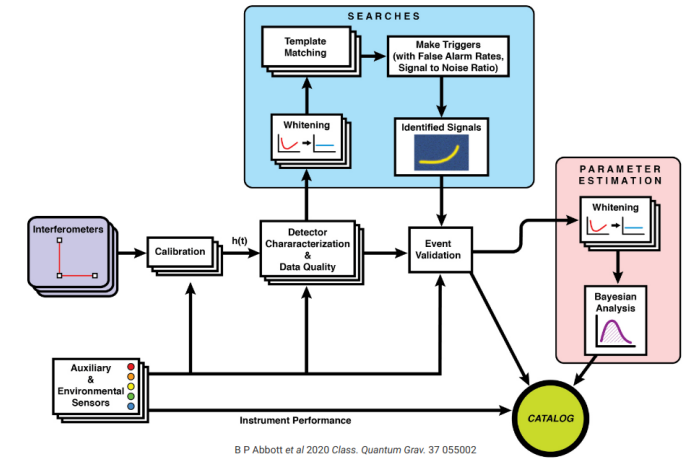 SEARCHES
Template
Matching
Make Triggers
(with False Alarm Rates,
Signal to Noise Ratio)
Whitening
Identified Signals
PARAMETER
ESTIMATION
Whitening
Interferometers
Calibration
h(t)
Detector
Chararacterization
&
Data Quality
Event
Validation
Bayesian
Analysis
Auxiliary
&
Environmental
Sensors
Instrument Performance
CATALOG
B P Abbott et al 2020 Class. Quantum Grav. 37 055002